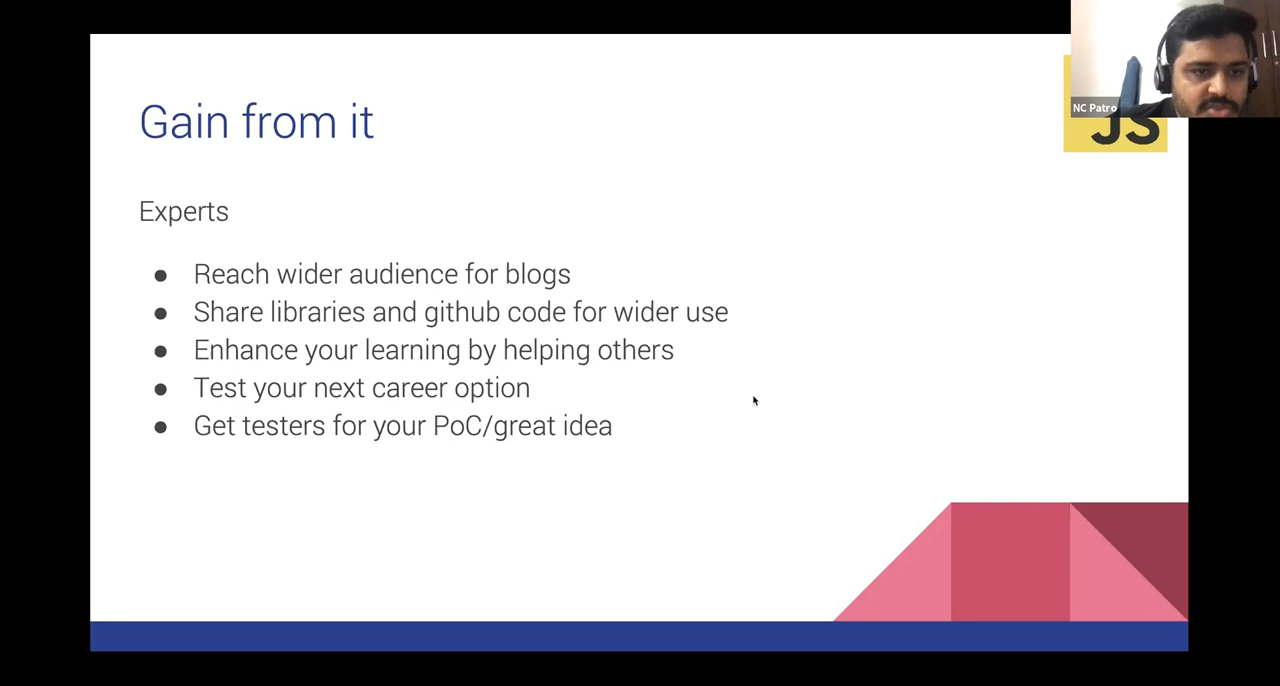 Gain from it
NC Patro
JS
Experts
● Reach wider audience for blogs
● Share libraries and github code for wider use
● Enhance your learning by helping others
● Test your next career option
● Get testers for your PoC/great idea